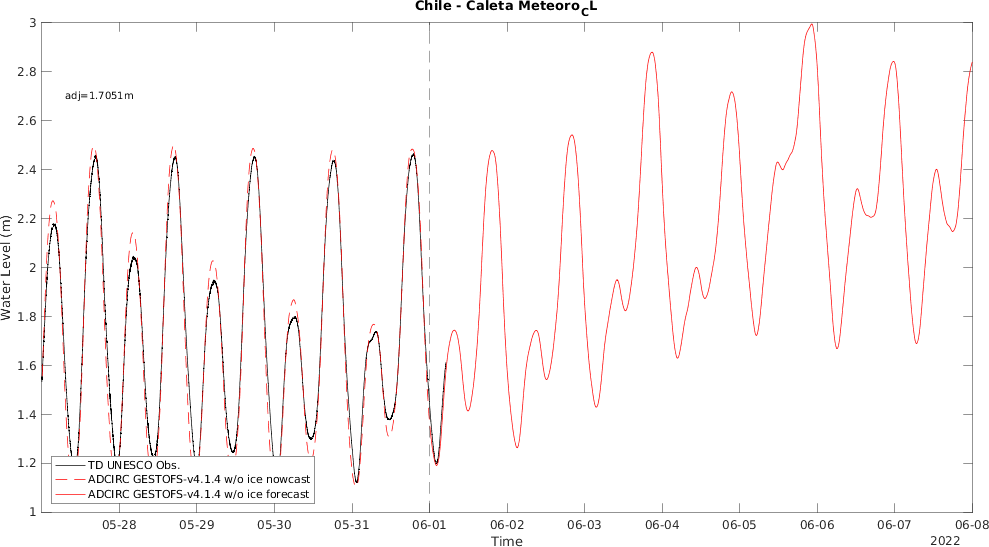 Chile - Caleta Meteoro_CL
adj=1.7051m
Water Level (m)
3
2.8
2.6
2.4
2.2
2
1.8
1.6
1.4
1.2
1
TD UNESCO Obs.
ADCIRC GESTOFS-v4.1.4 w/o ice nowcast
ADCIRC GESTOFS-v4.1.4 w/o ice forecast
05-28 05-29 05-30 05-31 06-01 06-02 06-03 06-04 06-05 06-06 06-07 06-08
Time
2022